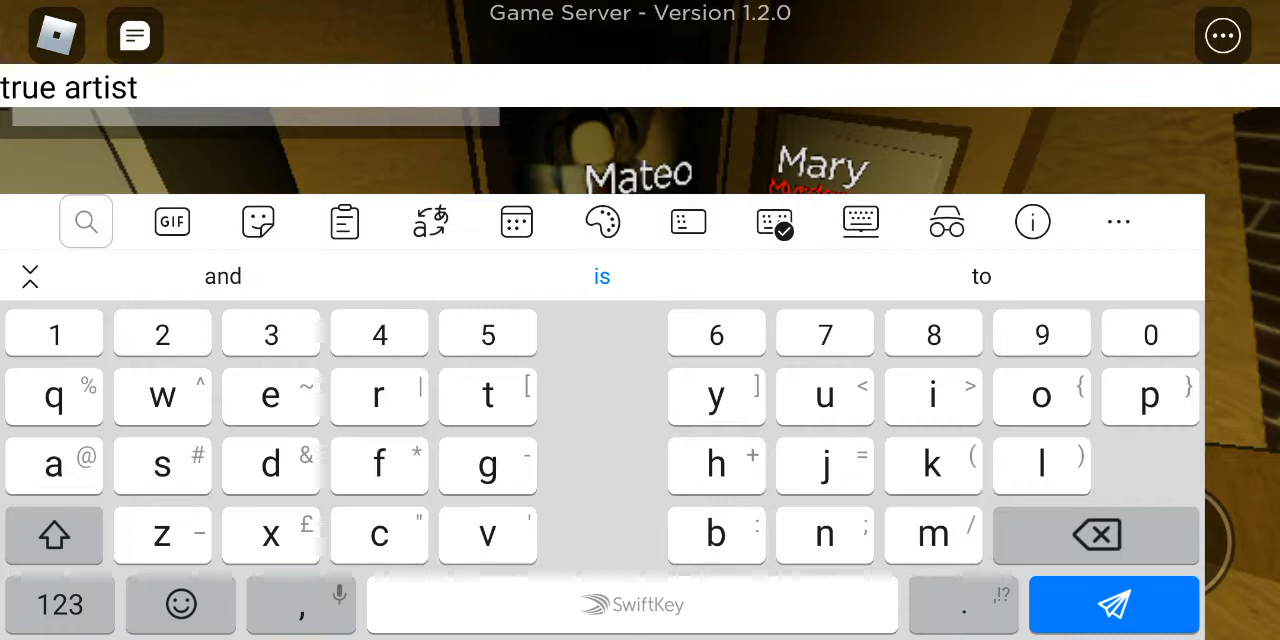 Game Server - Version 1.2.0
true artist
Mateo
Mary
GIF
and is to
1 2 3 4 5 6 7 8 9 0
q % w ^ e ~ r | t [ y ] u < i > o { p }
a @ s # d & f * g - h + j = k ( l )
z _ x £ c " v ' b : n ; m /
123 , SwiftKey . ,!?